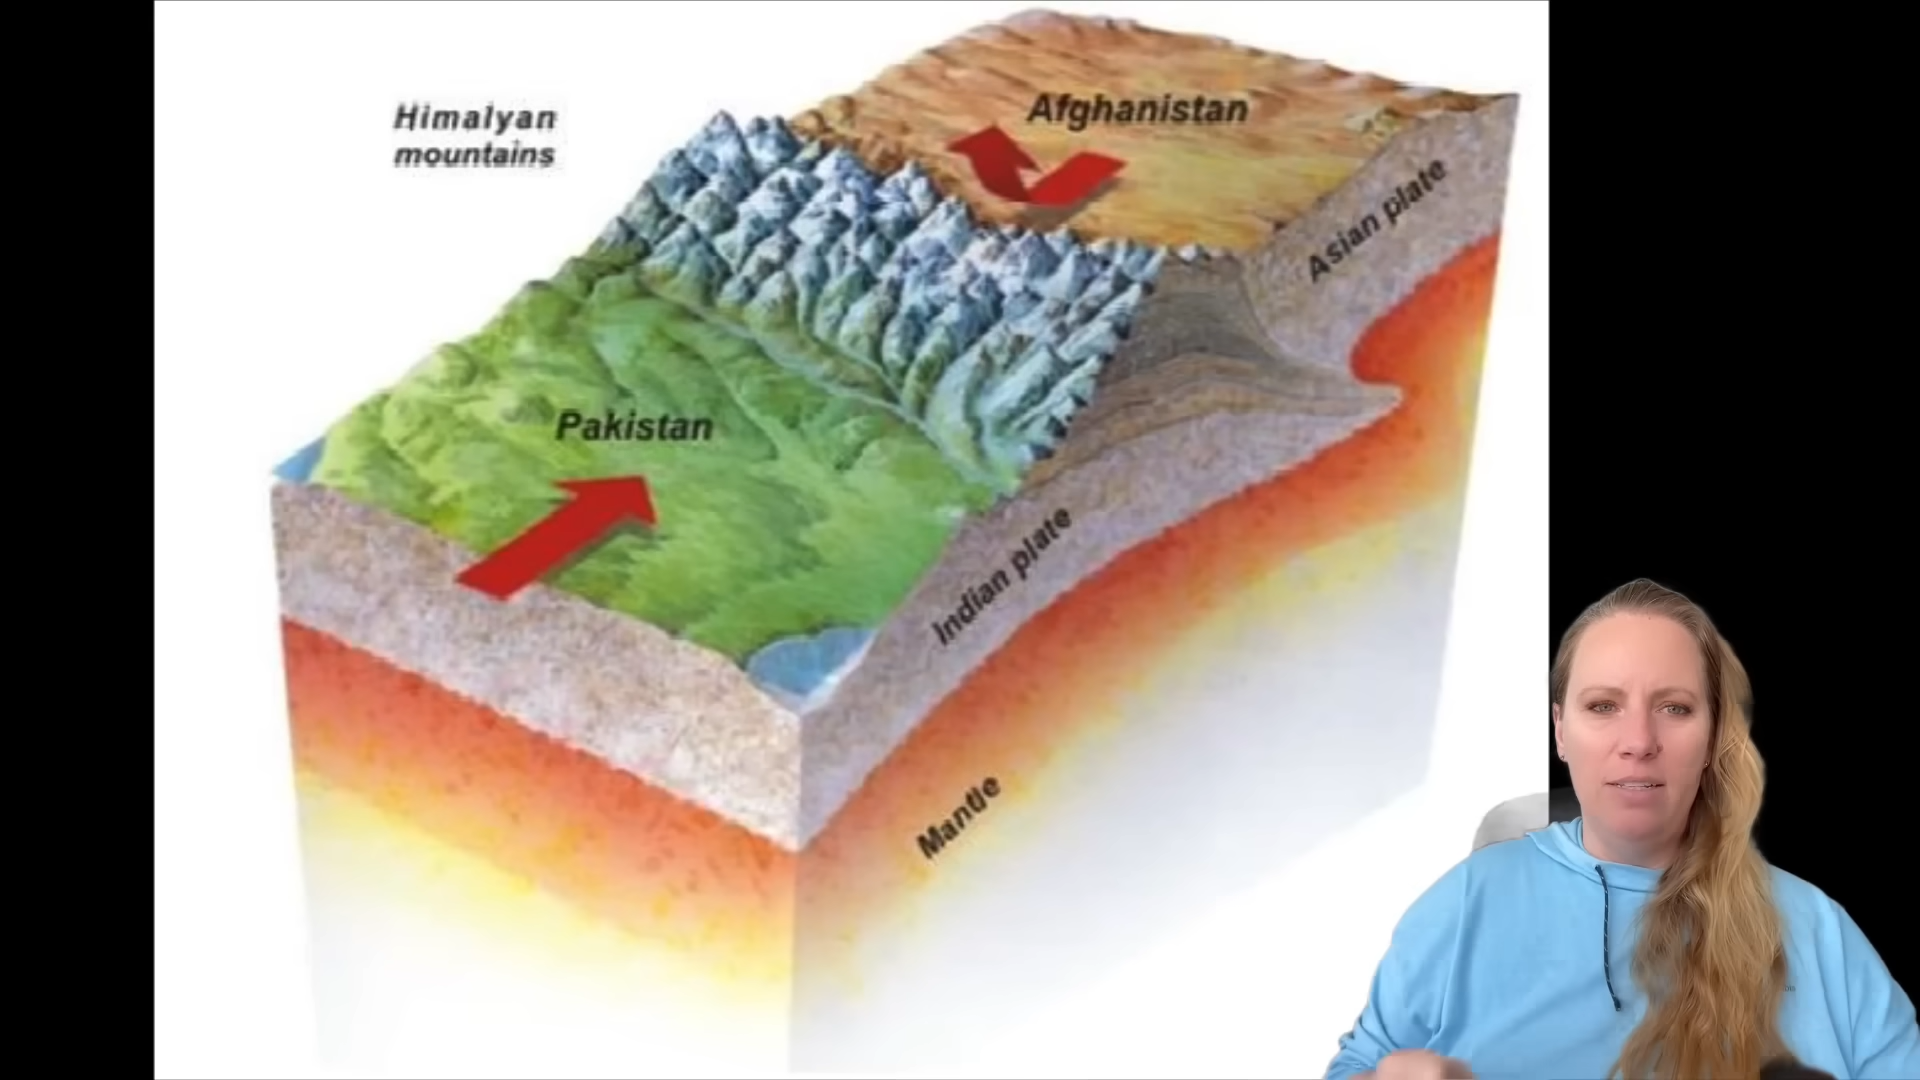 Himalyan
mountains
Afghanistan
Asian plate
Pakistan
Indian plate
Mantle